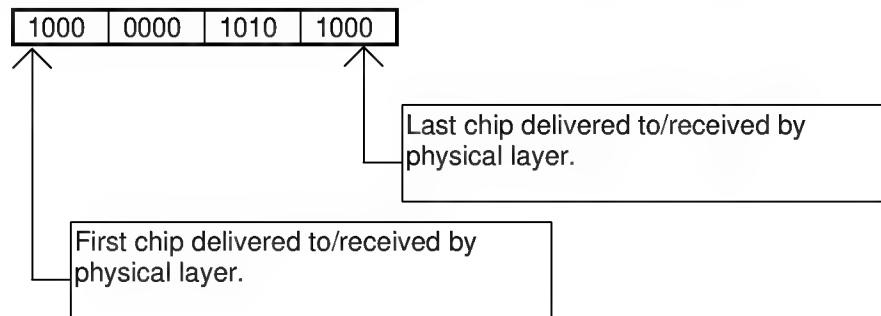 1000 0000 1010 1000
Last chip delivered to/received by
physical layer.
First chip delivered to/received by
physical layer.